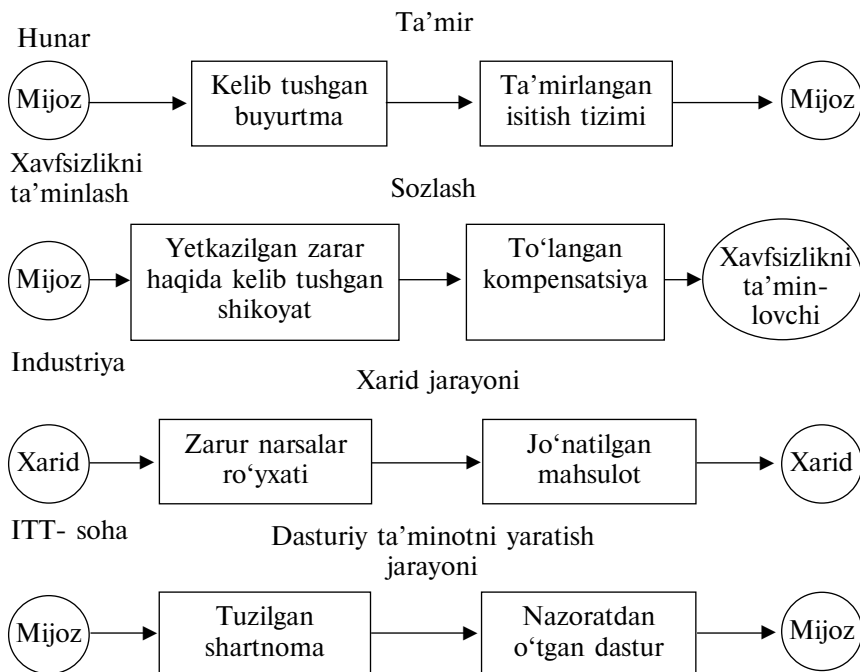 Hunar
Ta’mir
Mijoz
Kelib tushgan
buyurtma
Ta’mirlangan
isitish tizimi
Mijoz
Xavfsizlikni
ta’minlash
Sozlash
Mijoz
Yetkazilgan zarar
haqida kelib tushgan
shikoyat
To‘langan
kompensatsiya
Xavfsizlikni
ta’min-
lovchi
Industriya
Xarid jarayoni
Xarid
Zarur narsalar
ro‘yxati
Jo‘natilgan
mahsulot
Xarid
ITT- soha
Dasturiy ta’minotni yaratish
jarayoni
Mijoz
Tuzilgan
shartnoma
Nazoratdan
o‘tgan dastur
Mijoz